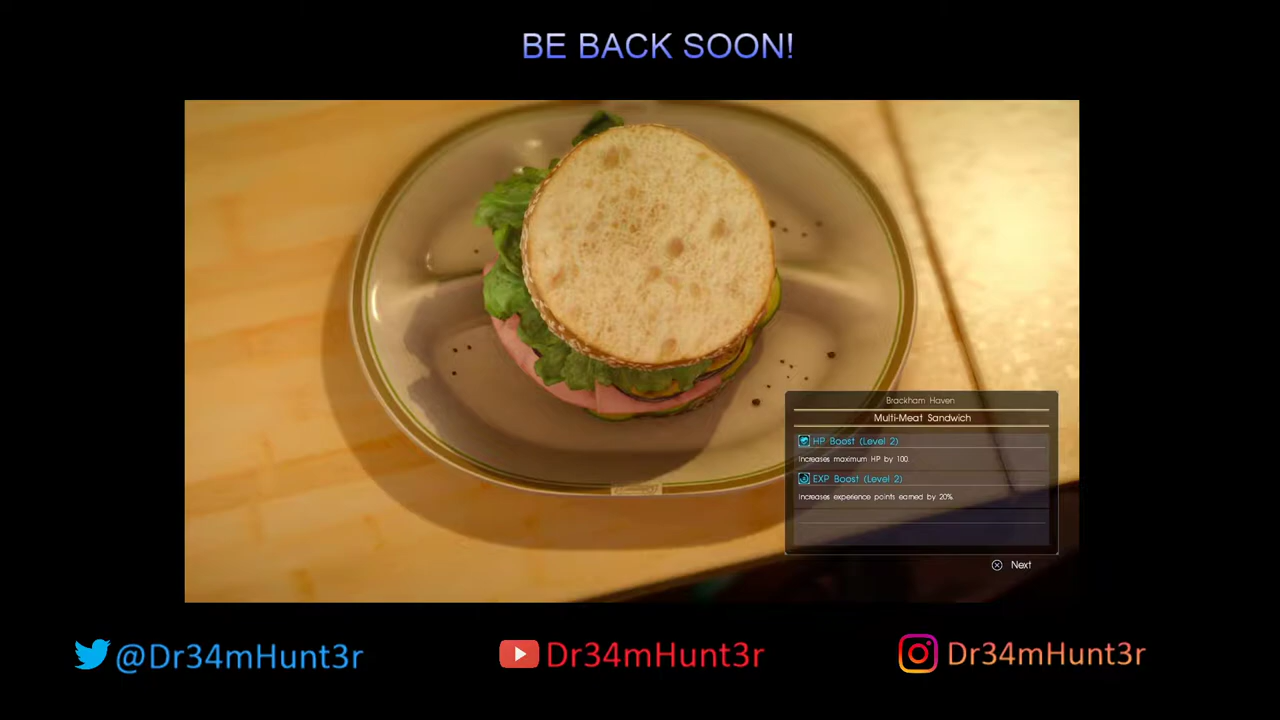 BE BACK SOON!
Brackham Haven
Multi-Meat Sandwich
HP Boost (Level 2)
Increases maximum HP by 100.
EXP Boost (Level 2)
Increases experience points earned by 20%.
Next
@Dr34mHunt3r
Dr34mHunt3r
Dr34mHunt3r